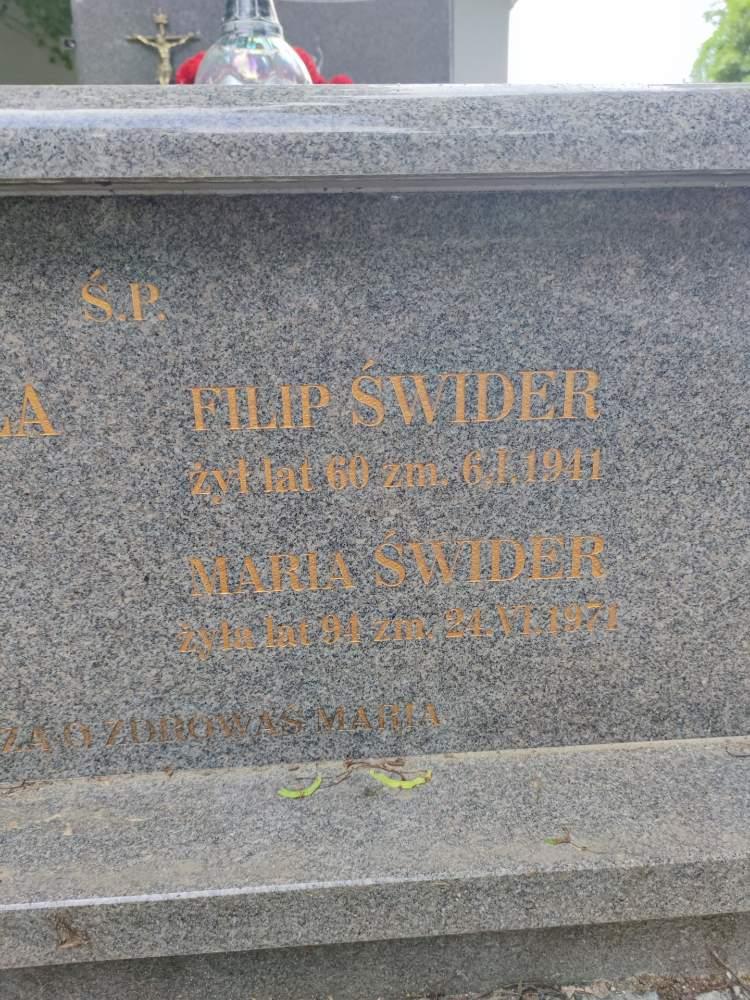 Ś.P.
LA
FILIP ŚWIDER
żył lat 60 zm. 6.I.1941
MARIA ŚWIDER
żyła lat 94 zm. 24.VI.1971
ZĄ O ZDROWAŚ MARIA